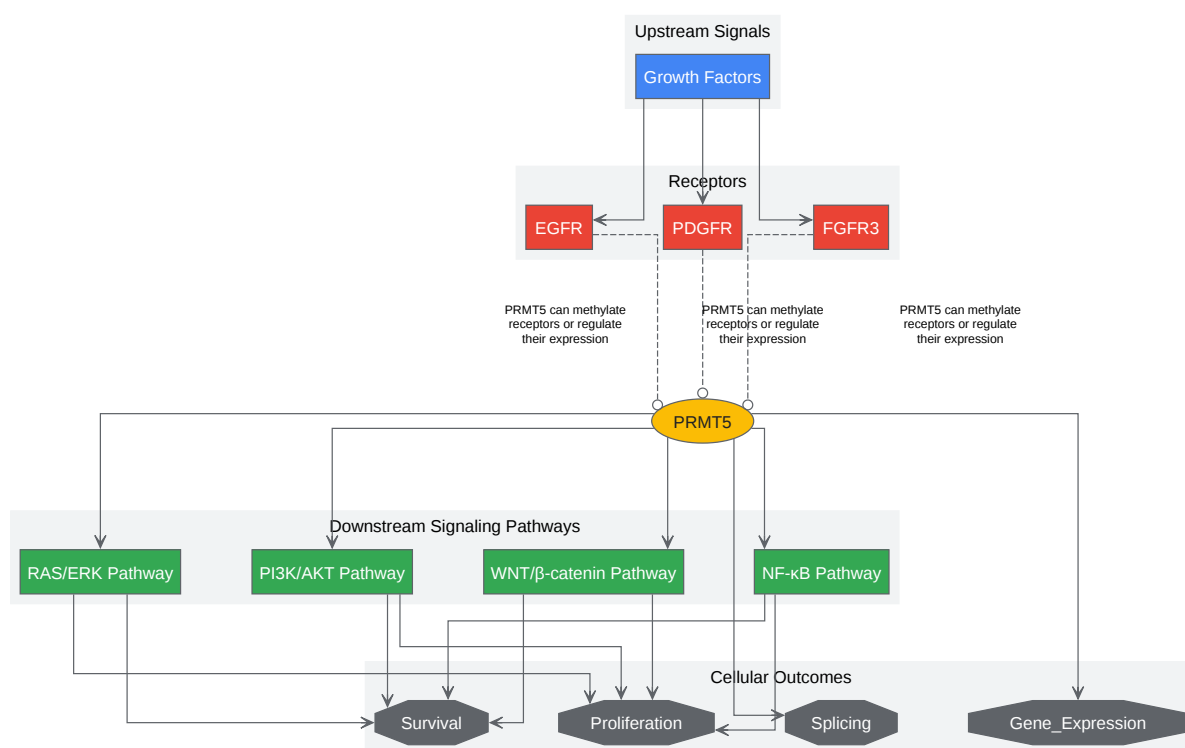 Upstream Signals
Growth Factors
Receptors
EGFR
PDGFR
FGFR3
PRMT5 can methylate
receptors or regulate
their expression
PRMT5 can methylate
receptors or regulate
their expression
PRMT5 can methylate
receptors or regulate
their expression
PRMT5
Downstream Signaling Pathways
RAS/ERK Pathway
PI3K/AKT Pathway
WNT/β-catenin Pathway
NF-κB Pathway
Cellular Outcomes
Survival
Proliferation
Splicing
Gene_Expression